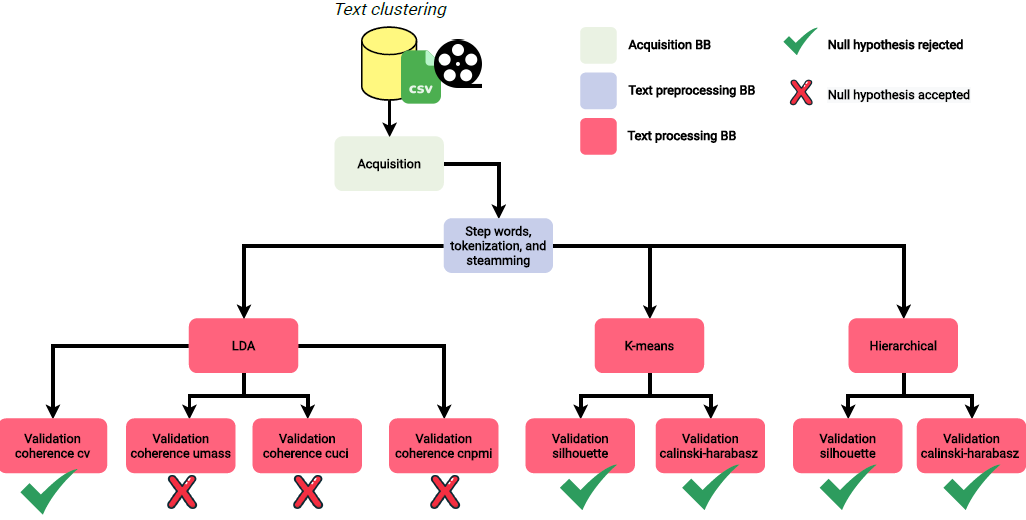 Text clustering
CSV
Acquisition BB
Text preprocessing BB
Text processing BB
Null hypothesis rejected
Null hypothesis accepted
Acquisition
Step words,
tokenization, and
steamming
LDA
K-means
Hierarchical
Validation
coherence cv
Validation
coherence umass
Validation
coherence cuci
Validation
coherence cnpmi
Validation
silhouette
Validation
calinski-harabasz
Validation
silhouette
Validation
calinski-harabasz